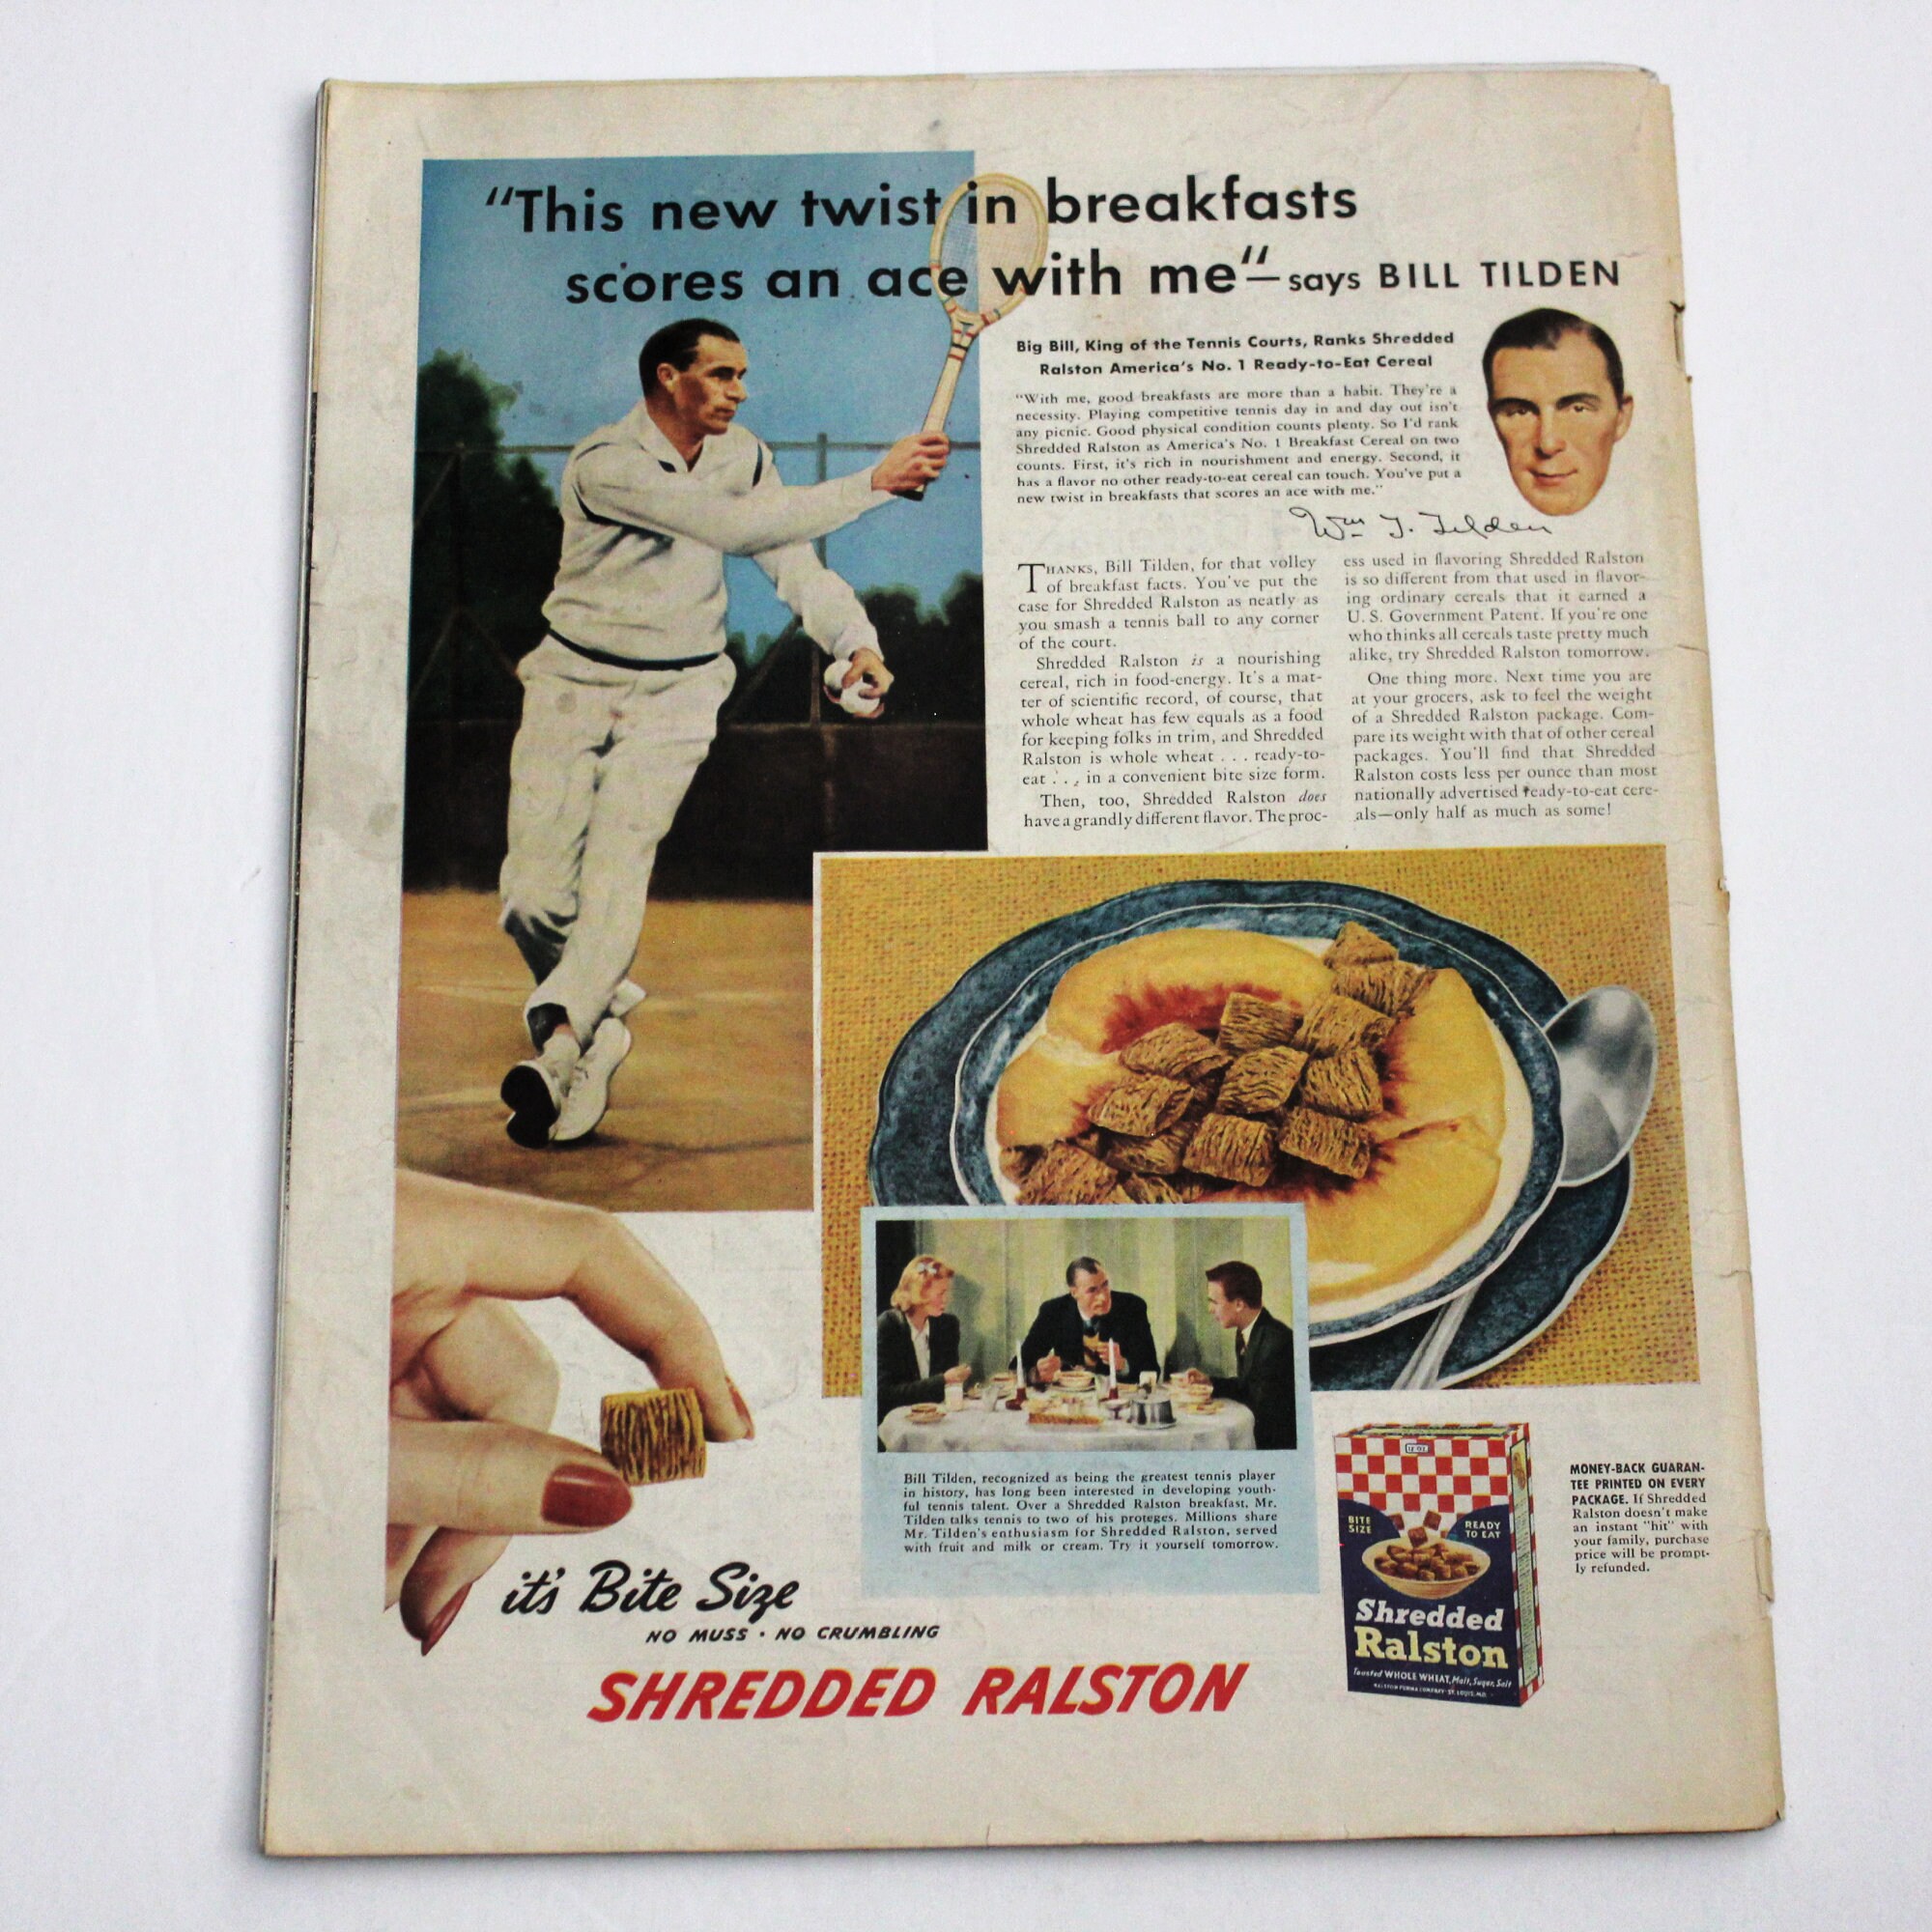 “This new twist in breakfasts
scores an ace with me“—says BILL TILDEN
Big Bill, King of the Tennis Courts, Ranks Shredded
Ralston America's No. 1 Ready-to-Eat Cereal
“With me, good breakfasts are more than a habit. They're a
necessity. Playing competitive tennis day in and day out isn't
any picnic. Good physical condition counts plenty. So I'd rank
Shredded Ralston as America's No. 1 Breakfast Cereal on two
counts. First, it's rich in nourishment and energy. Second, it
has a flavor no other ready-to-eat cereal can touch. You've put a
new twist in breakfasts that scores an ace with me.”
Wm T. Tilden
THANKS, Bill Tilden, for that volley
of breakfast facts. You've put the
case for Shredded Ralston as neatly as
you smash a tennis ball to any corner
of the court.
Shredded Ralston is a nourishing
cereal, rich in food-energy. It's a mat-
ter of scientific record, of course, that
whole wheat has few equals as a food
for keeping folks in trim, and Shredded
Ralston is whole wheat . . . ready-to-
eat . . . in a convenient bite size form.
Then, too, Shredded Ralston does
have a grandly different flavor. The proc-
ess used in flavoring Shredded Ralston
is so different from that used in flavor-
ing ordinary cereals that it earned a
U. S. Government Patent. If you're one
who thinks all cereals taste pretty much
alike, try Shredded Ralston tomorrow.
One thing more. Next time you are
at your grocers, ask to feel the weight
of a Shredded Ralston package. Com-
pare its weight with that of other cereal
packages. You'll find that Shredded
Ralston costs less per ounce than most
nationally advertised ready-to-eat cere-
als—only half as much as some!
Bill Tilden, recognized as being the greatest tennis player
in history, has long been interested in developing youth-
ful tennis talent. Over a Shredded Ralston breakfast, Mr.
Tilden talks tennis to two of his proteges. Millions share
Mr. Tilden's enthusiasm for Shredded Ralston, served
with fruit and milk or cream. Try it yourself tomorrow.
it's Bite Size
NO MUSS · NO CRUMBLING
SHREDDED RALSTON
12 OZ.
BITE
SIZE
READY
TO EAT
Shredded
Ralston
Toasted WHOLE WHEAT, Malt, Sugar, Salt
RALSTON PURINA COMPANY ST. LOUIS, MO.
MONEY-BACK GUARAN-
TEE PRINTED ON EVERY
PACKAGE. If Shredded
Ralston doesn't make
an instant "hit" with
your family, purchase
price will be prompt-
ly refunded.